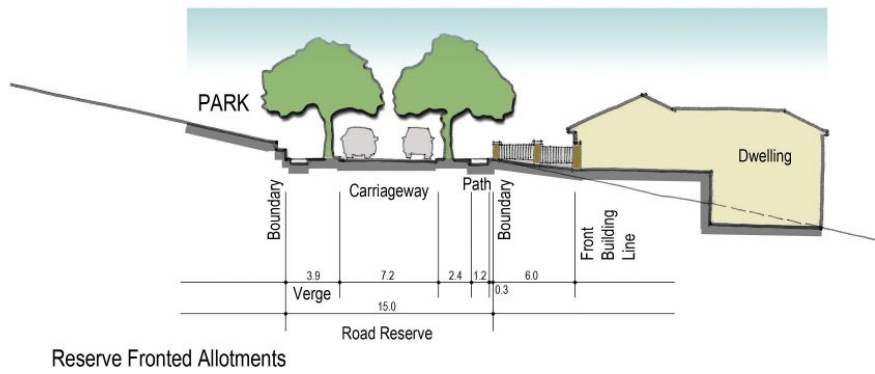 PARK
Dwelling
Boundary
Carriageway
Path
Boundary
Front
Building
Line
3.9
7.2
2.4
1.2
0.3
6.0
Verge
15.0
Road Reserve
Reserve Fronted Allotments